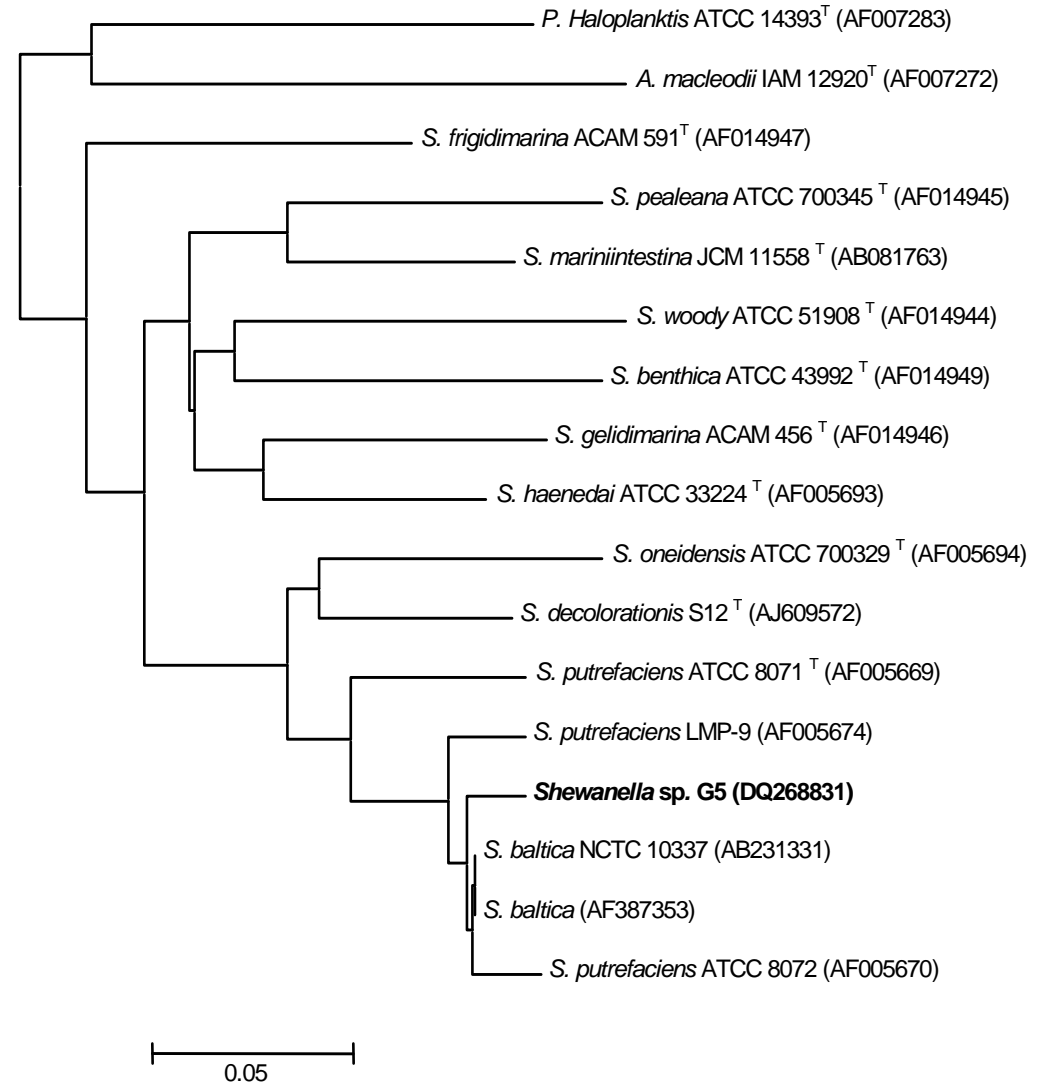 P. Haloplanktis ATCC 14393T (AF007283)
A. macleodii IAM 12920T (AF007272)
S. frigidimarina ACAM 591T (AF014947)
S. pealeana ATCC 700345 T (AF014945)
S. mariniintestina JCM 11558 T (AB081763)
S. woody ATCC 51908 T (AF014944)
S. benthica ATCC 43992 T (AF014949)
S. gelidimarina ACAM 456 T (AF014946)
S. haenedai ATCC 33224 T (AF005693)
S. oneidensis ATCC 700329 T (AF005694)
S. decolorationis S12 T (AJ609572)
S. putrefaciens ATCC 8071 T (AF005669)
S. putrefaciens LMP-9 (AF005674)
Shewanella sp. G5 (DQ268831)
S. baltica NCTC 10337 (AB231331)
S. baltica (AF387353)
S. putrefaciens ATCC 8072 (AF005670)
0.05